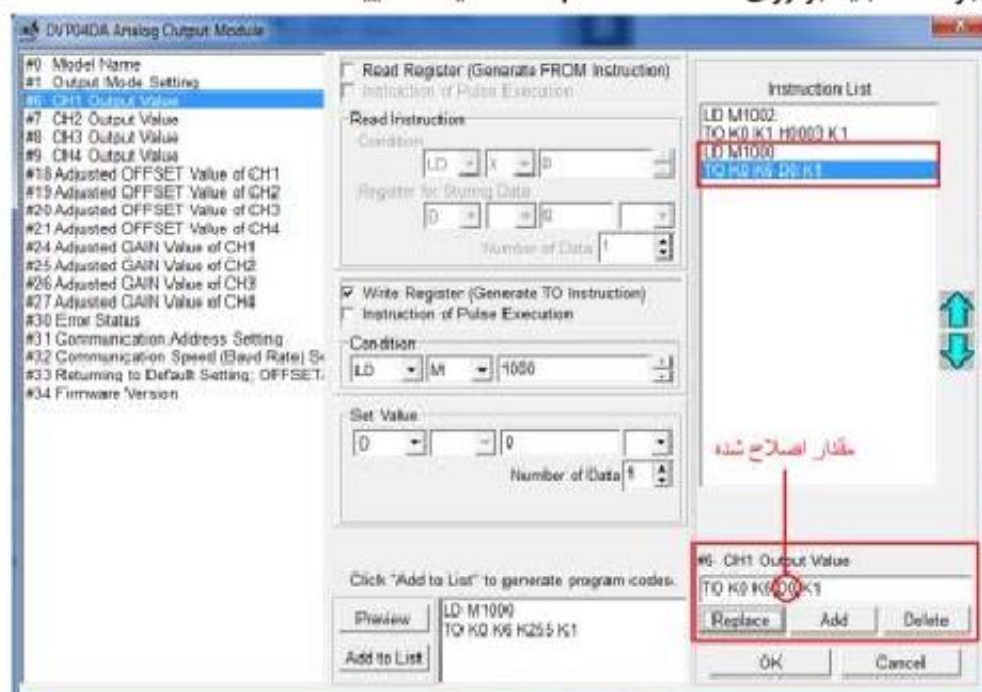 DVP04DA Analog Output Module
#0 Model Name
#1 Output Mode Setting
#6 CH1 Output Value
#7 CH2 Output Value
#8 CH3 Output Value
#9 CH4 Output Value
#18 Adjusted OFFSET Value of CH1
#19 Adjusted OFFSET Value of CH2
#20 Adjusted OFFSET Value of CH3
#21 Adjusted OFFSET Value of CH4
#24 Adjusted GAIN Value of CH1
#25 Adjusted GAIN Value of CH2
#26 Adjusted GAIN Value of CH3
#27 Adjusted GAIN Value of CH4
#30 Error Status
#31 Communication Address Setting
#32 Communication Speed (Baud Rate) Se
#33 Returning to Default Setting; OFFSET
#34 Firmware Version
Read Register (Generate FROM Instruction)
Instruction of Pulse Execution
Read Instruction
Condition
LD X 0
Register for Storing Data
D 0
Number of Data 1
Write Register (Generate TO Instruction)
Instruction of Pulse Execution
Condition
LD M 1000
Set Value
D 0
Number of Data 1
Click "Add to List" to generate program codes.
Preview
Add to List
LD M1000
TO K0 K6 K255 K1
Instruction List
LD M1002
TO K0 K1 H0003 K1
LD M1000
TO K0 K6 D0 K1
مقدار اصلاح شده
#6 CH1 Output Value
TO K0 K6 D0 K1
Replace Add Delete
OK Cancel